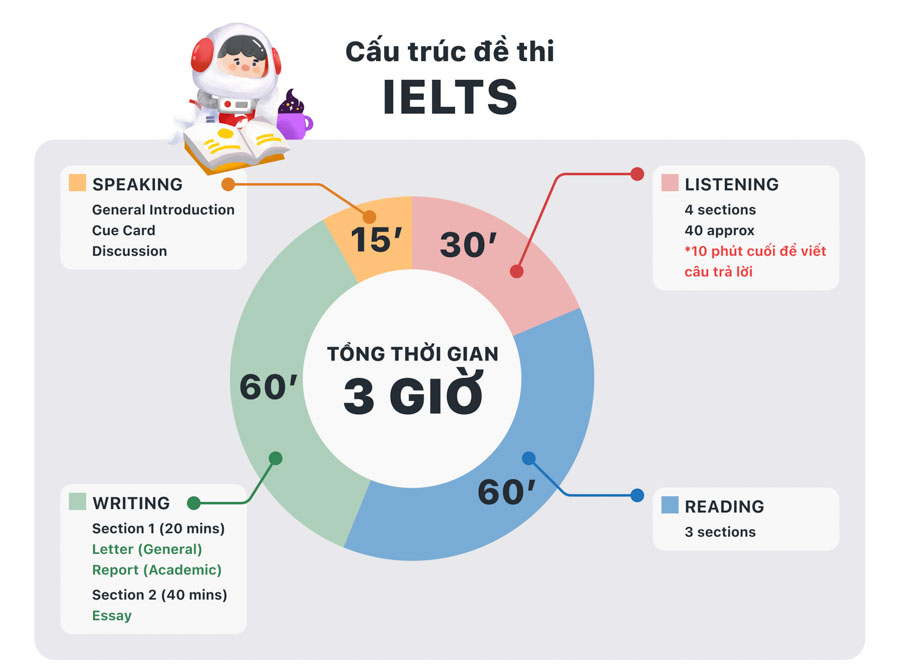 Cấu trúc đề thi
IELTS
SPEAKING
General Introduction
Cue Card
Discussion
LISTENING
4 sections
40 approx
*10 phút cuối để viết
câu trả lời
15’
30’
TỔNG THỜI GIAN
3 GIỜ
60’
60’
WRITING
Section 1 (20 mins)
Letter (General)
Report (Academic)
Section 2 (40 mins)
Essay
READING
3 sections